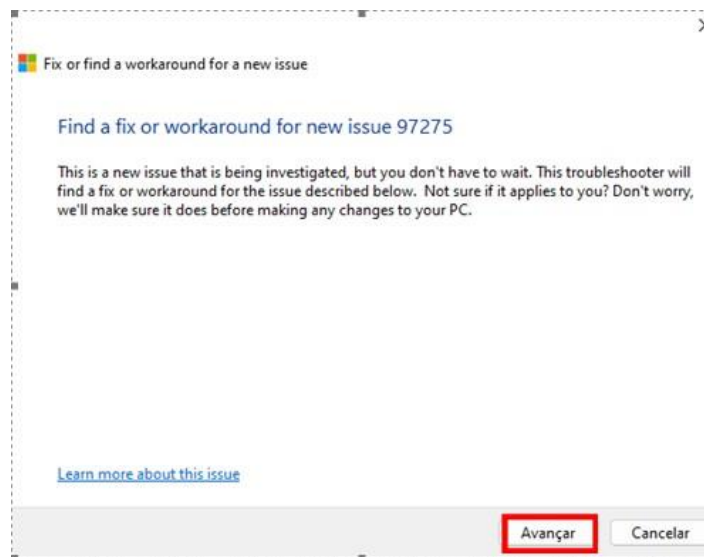 Fix or find a workaround for a new issue
Find a fix or workaround for new issue 97275
This is a new issue that is being investigated, but you don't have to wait. This troubleshooter will
find a fix or workaround for the issue described below.  Not sure if it applies to you? Don't worry,
we'll make sure it does before making any changes to your PC.
Learn more about this issue
Avançar Cancelar